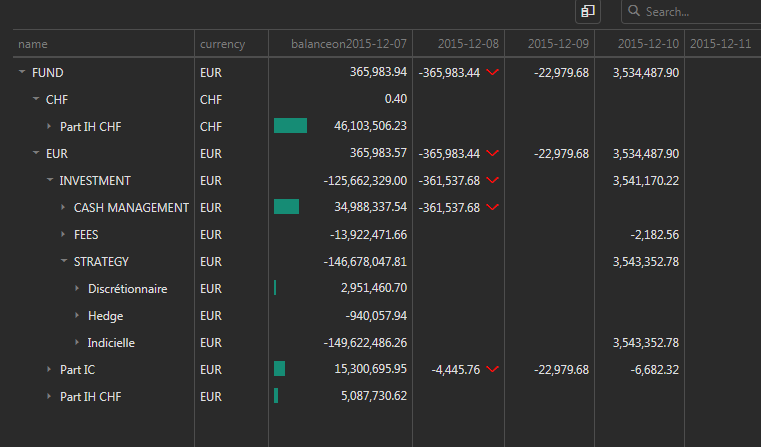 Search...
name currency balanceon2015-12-07 2015-12-08 2015-12-09 2015-12-10 2015-12-11
FUND EUR 365,983.94 -365,983.44 -22,979.68 3,534,487.90
CHF CHF 0.40
Part IH CHF CHF 46,103,506.23
EUR EUR 365,983.57 -365,983.44 -22,979.68 3,534,487.90
INVESTMENT EUR -125,662,329.00 -361,537.68 3,541,170.22
CASH MANAGEMENT EUR 34,988,337.54 -361,537.68
FEES EUR -13,922,471.66 -2,182.56
STRATEGY EUR -146,678,047.81 3,543,352.78
Discrétionnaire EUR 2,951,460.70
Hedge EUR -940,057.94
Indicielle EUR -149,622,486.26 3,543,352.78
Part IC EUR 15,300,695.95 -4,445.76 -22,979.68 -6,682.32
Part IH CHF EUR 5,087,730.62